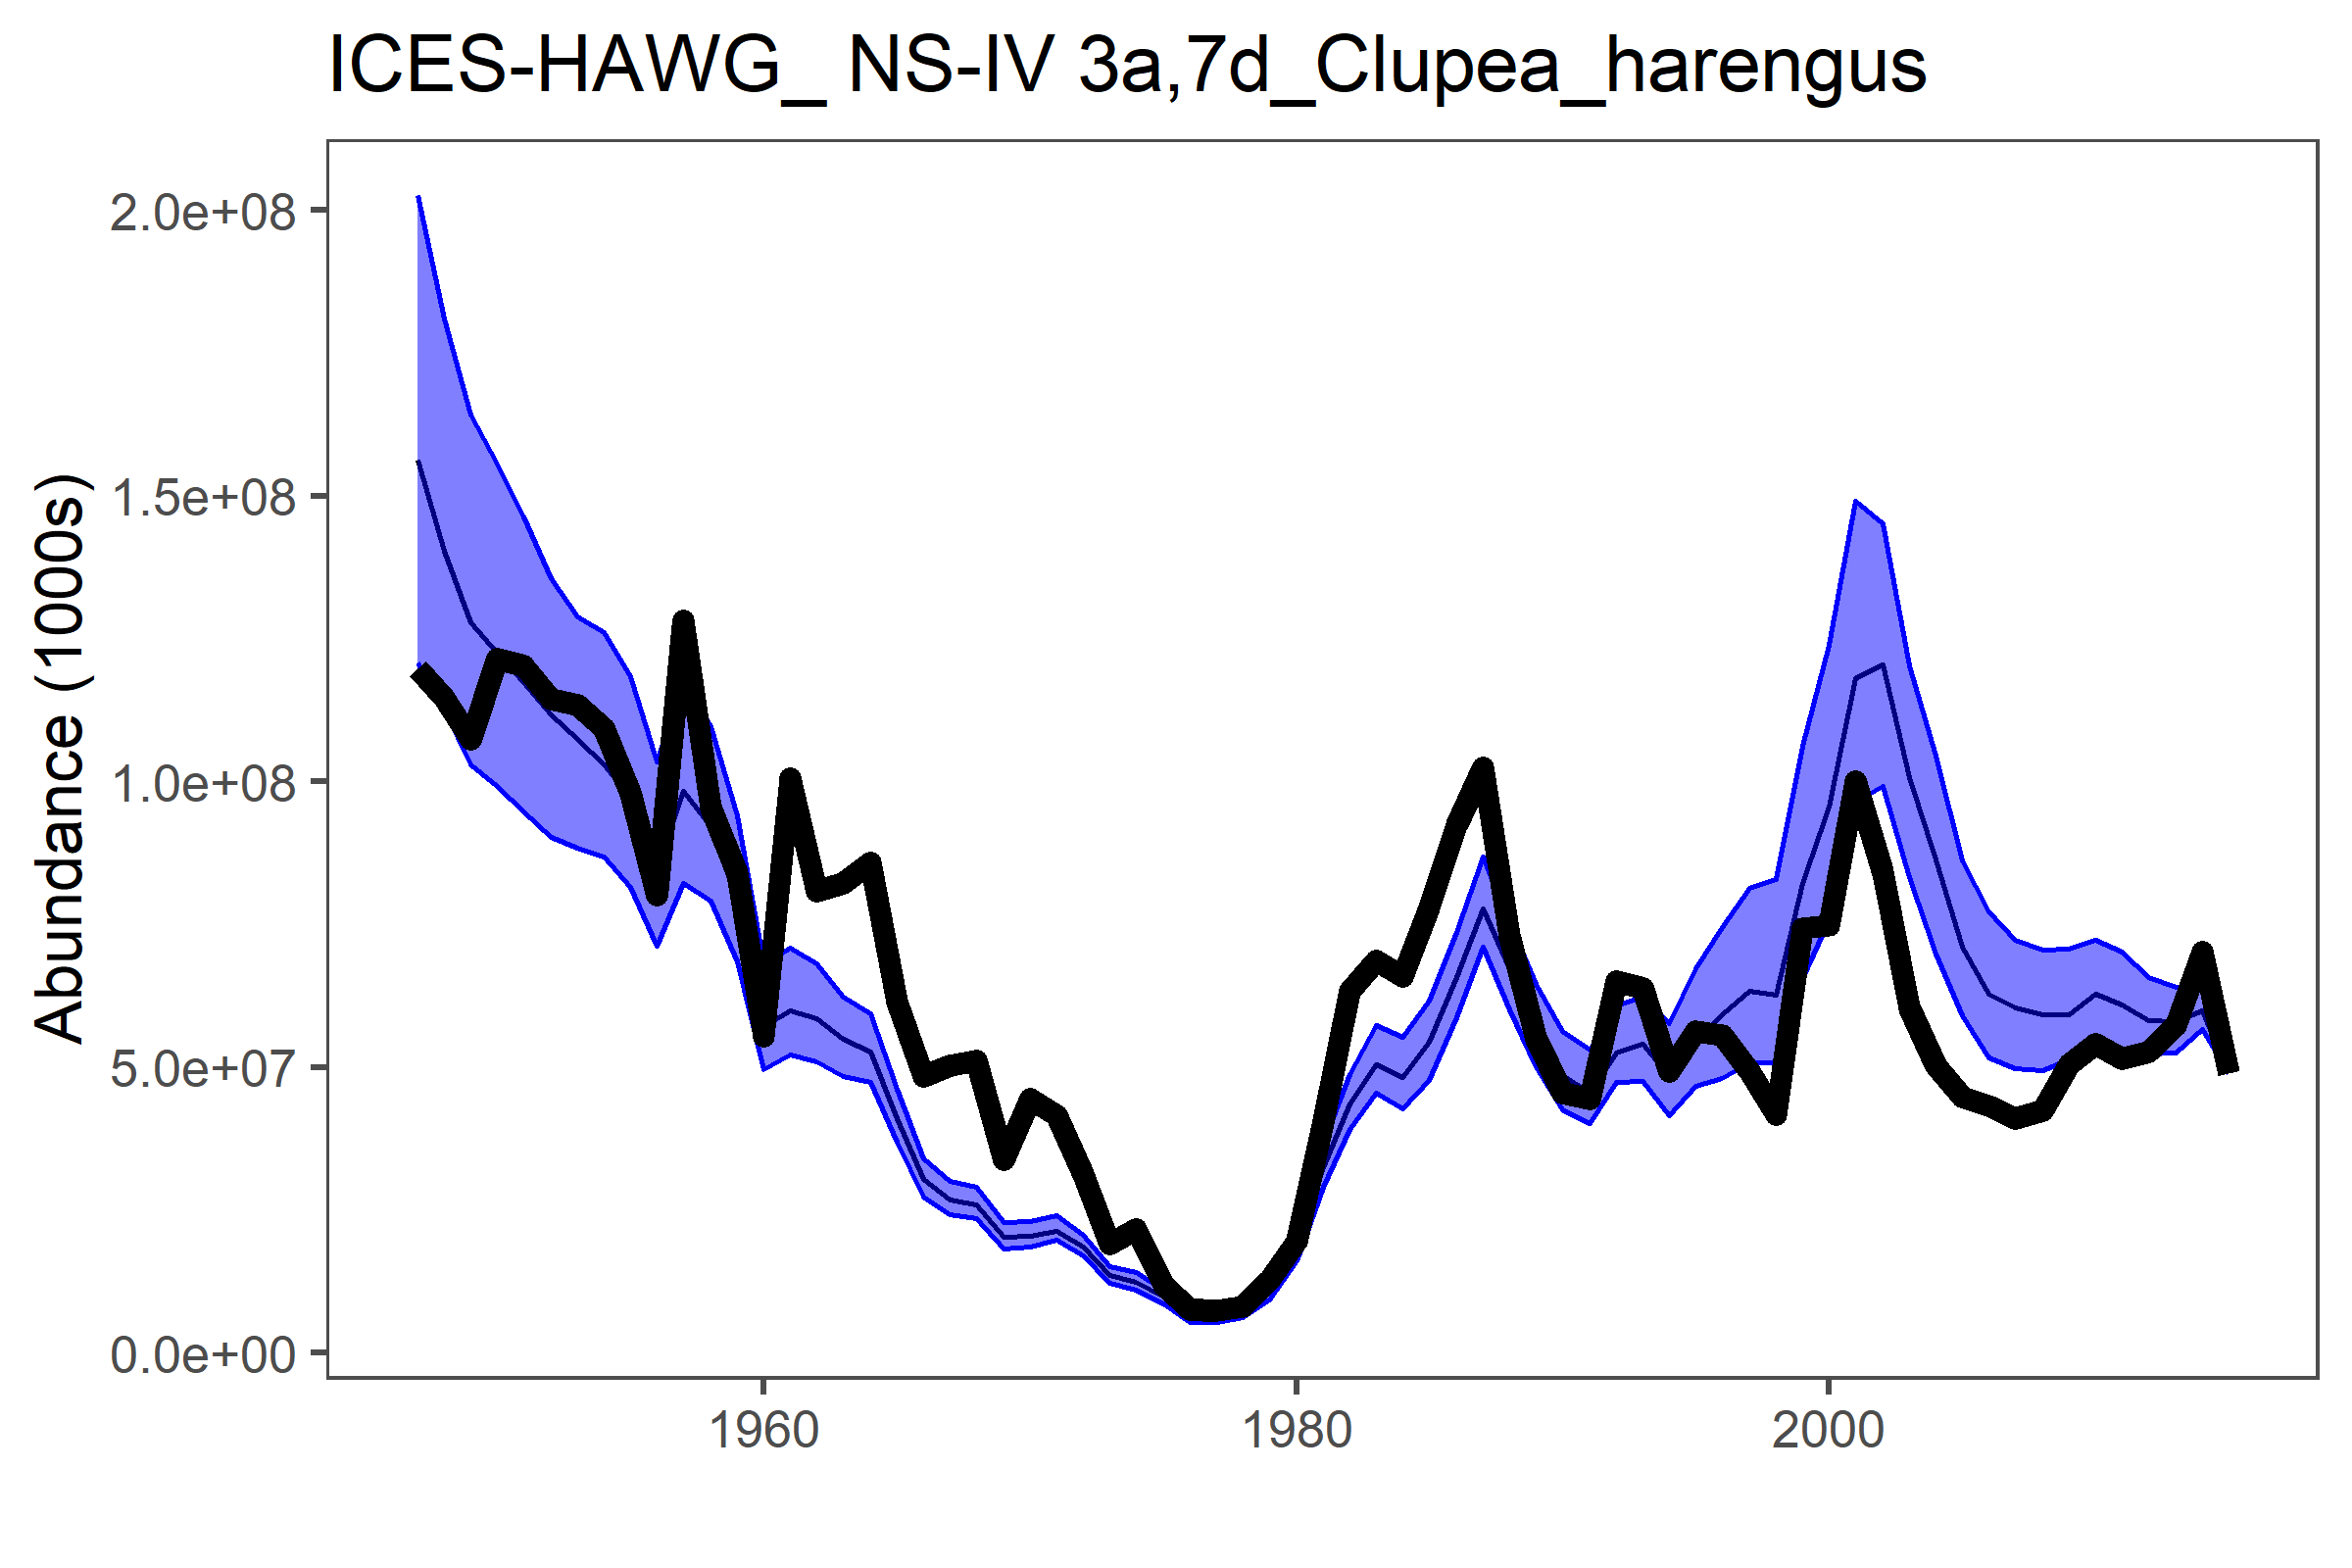 ICES-HAWG_ NS-IV 3a,7d_Clupea_harengus
Abundance (1000s)
2.0e+08
1.5e+08
1.0e+08
5.0e+07
0.0e+00
1960 1980 2000